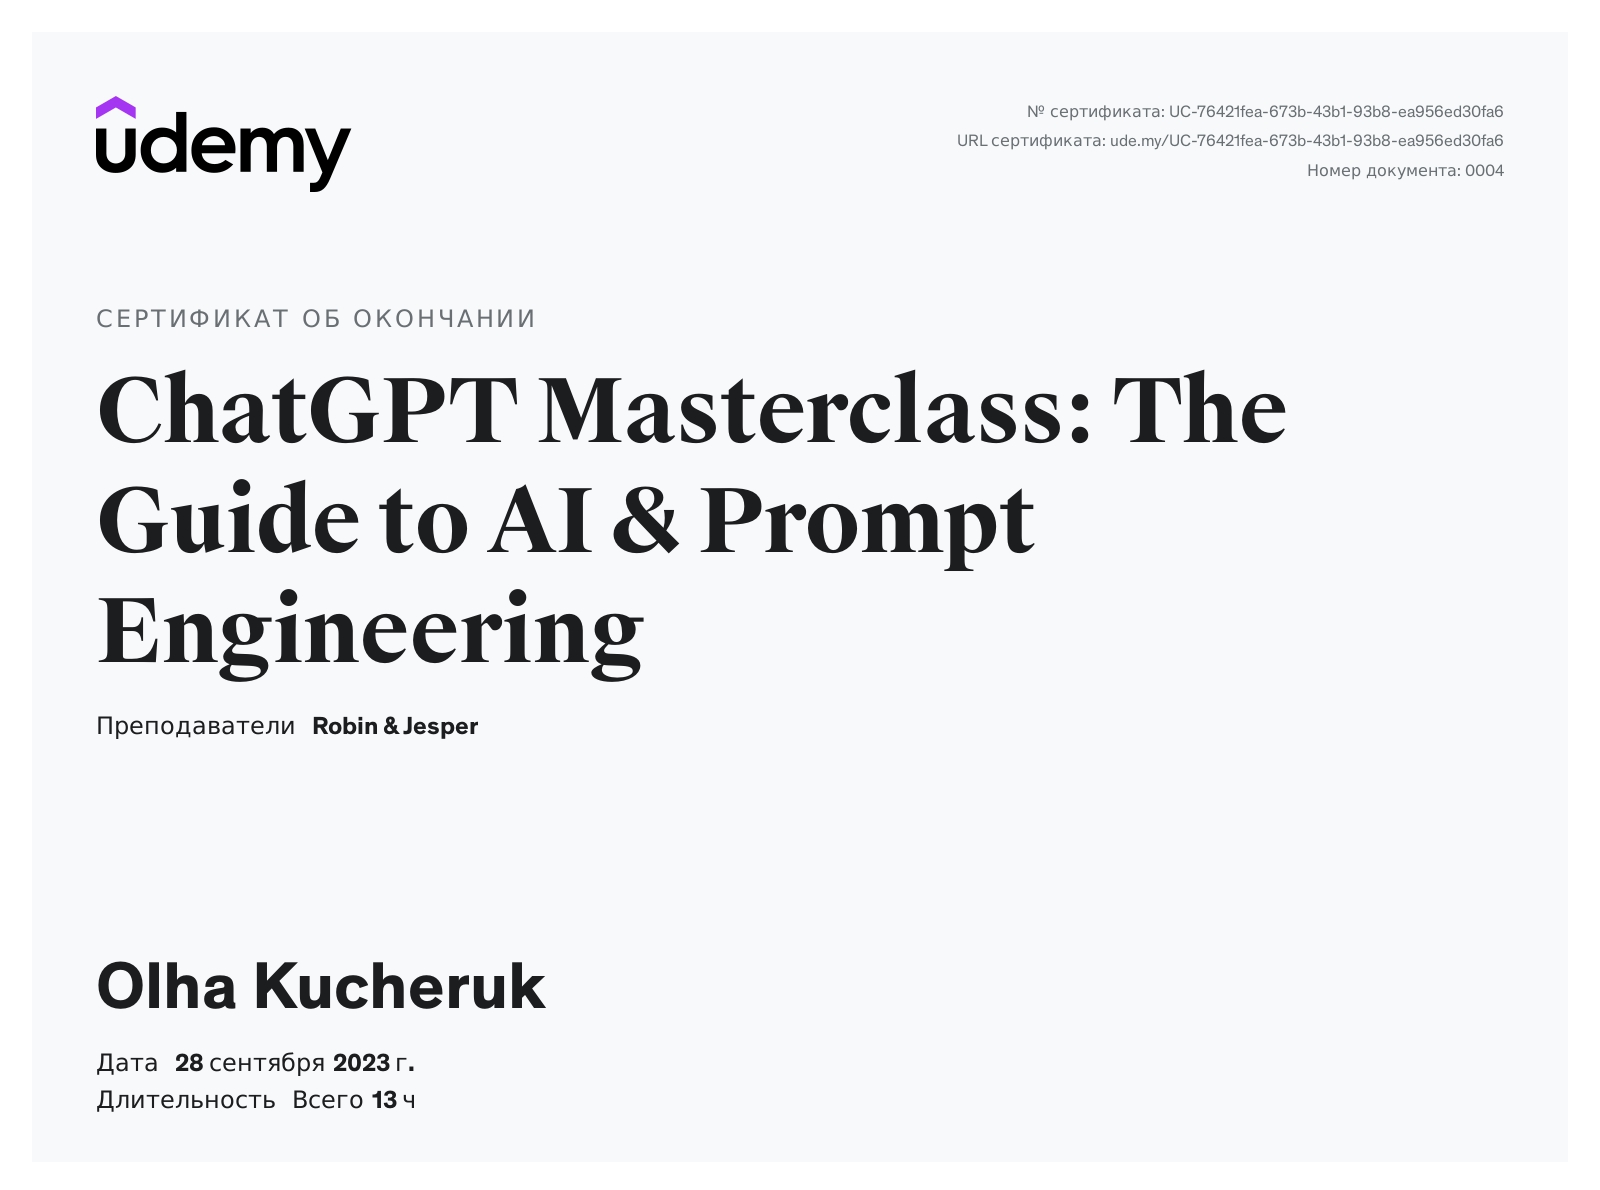 udemy
№ сертификата: UC-76421fea-673b-43b1-93b8-ea956ed30fa6
URL сертификата: ude.my/UC-76421fea-673b-43b1-93b8-ea956ed30fa6
Номер документа: 0004
СЕРТИФИКАТ ОБ ОКОНЧАНИИ
ChatGPT Masterclass: The
Guide to AI & Prompt
Engineering
Преподаватели Robin & Jesper
Olha Kucheruk
Дата 28 сентября 2023 г.
Длительность Всего 13 ч